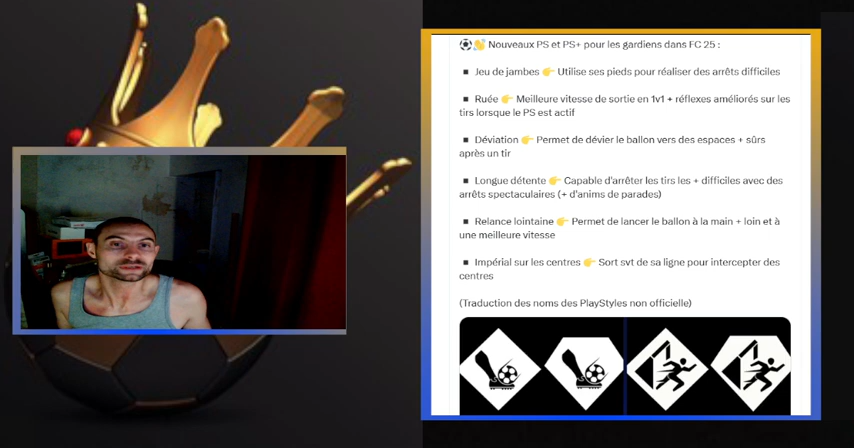 ⚽👋 Nouveaux PS et PS+ pour les gardiens dans FC 25 :
▪ Jeu de jambes 👉 Utilise ses pieds pour réaliser des arrêts difficiles
▪ Ruée 👉 Meilleure vitesse de sortie en 1v1 + réflexes améliorés sur les
tirs lorsque le PS est actif
▪ Déviation 👉 Permet de dévier le ballon vers des espaces + sûrs
après un tir
▪ Longue détente 👉 Capable d'arrêter les tirs les + difficiles avec des
arrêts spectaculaires (+ d'anims de parades)
▪ Relance lointaine 👉 Permet de lancer le ballon à la main + loin et à
une meilleure vitesse
▪ Impérial sur les centres 👉 Sort svt de sa ligne pour intercepter des
centres
(Traduction des noms des PlayStyles non officielle)